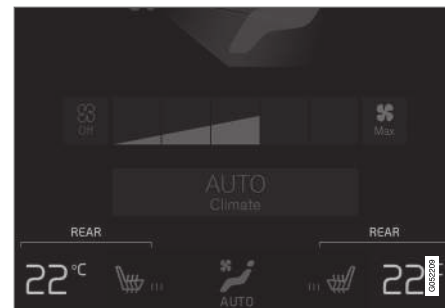 Off
Max
AUTO
Climate
REAR REAR
22°C 22
AUTO
G052209